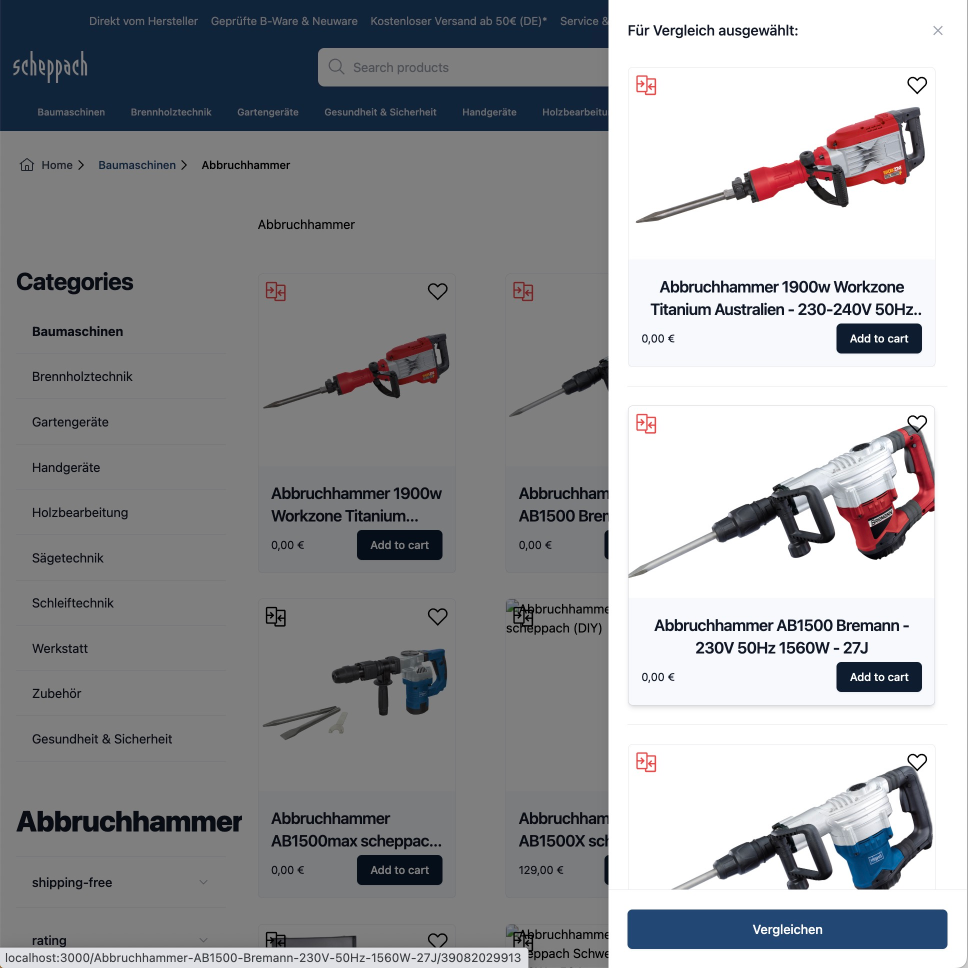 Direkt vom Hersteller Geprüfte B-Ware & Neuware Kostenloser Versand ab 50€ (DE)* Service &
scheppach
Search products
Baumaschinen Brennholztechnik Gartengeräte Gesundheit & Sicherheit Handgeräte Holzbearbeitu
Home Baumaschinen Abbruchhammer
Abbruchhammer
Categories
Baumaschinen
Brennholztechnik
Gartengeräte
Handgeräte
Holzbearbeitung
Sägetechnik
Schleiftechnik
Werkstatt
Zubehör
Gesundheit & Sicherheit
Abbruchhammer
shipping-free
rating
Abbruchhammer 1900w
Workzone Titanium...
0,00 €
Add to cart
Abbruchham
AB1500 Bren
0,00 €
Abbruchhammer
AB1500max scheppac...
0,00 €
Add to cart
Abbruchhamme
scheppach (DIY)
Abbruchham
AB1500X sch
129,00 €
Abbruchhamme
scheppach Schwe
Für Vergleich ausgewählt:
Abbruchhammer 1900w Workzone
Titanium Australien - 230-240V 50Hz..
0,00 €
Add to cart
Abbruchhammer AB1500 Bremann -
230V 50Hz 1560W - 27J
0,00 €
Add to cart
Vergleichen
localhost:3000/Abbruchhammer-AB1500-Bremann-230V-50Hz-1560W-27J/39082029913